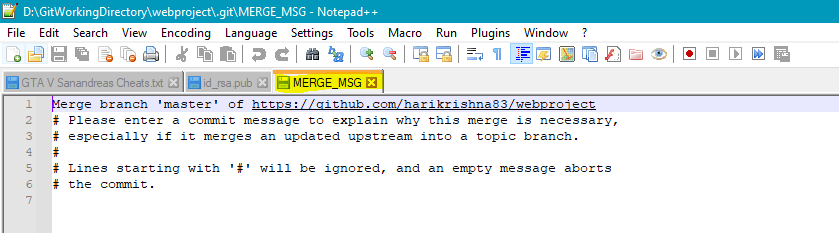 D:\GitWorkingDirectory\webproject\.git\MERGE_MSG - Notepad++
File Edit Search View Encoding Language Settings Tools Macro Run Plugins Window ?
GTA V Sanandreas Cheats.txt id_rsa.pub MERGE_MSG
1 Merge branch 'master' of https://github.com/harikrishna83/webproject
2 # Please enter a commit message to explain why this merge is necessary,
3 # especially if it merges an updated upstream into a topic branch.
4 #
5 # Lines starting with '#' will be ignored, and an empty message aborts
6 # the commit.
7